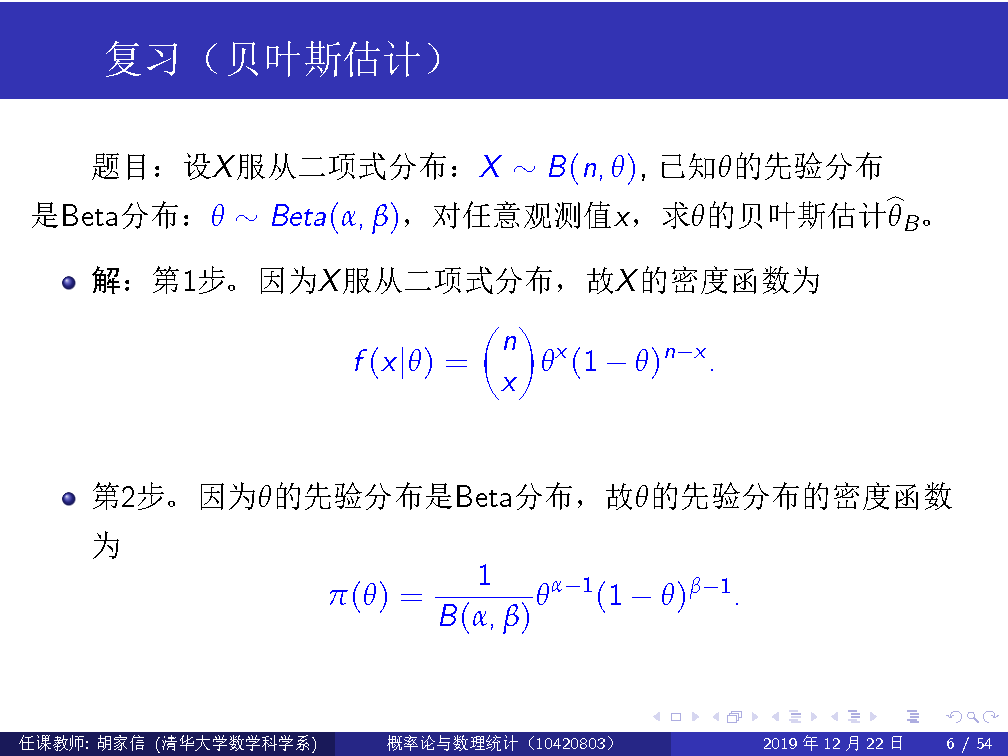 复习（贝叶斯估计）
题目：设X服从二项式分布：X ∼ B(n, θ), 已知θ的先验分布
是Beta分布：θ ∼ Beta(α, β)，对任意观测值x，求θ的贝叶斯估计θ̂_B。
解：第1步。因为X服从二项式分布，故X的密度函数为
f(x|θ) = \binom{n}{x} θ^x (1 − θ)^{n−x}.
第2步。因为θ的先验分布是Beta分布，故θ的先验分布的密度函数
为
π(θ) = \frac{1}{B(α, β)} θ^{α−1}(1 − θ)^{β−1}.
任课教师: 胡家信 (清华大学数学科学系) 概率论与数理统计（10420803） 2019 年 12 月 22 日 6 / 54